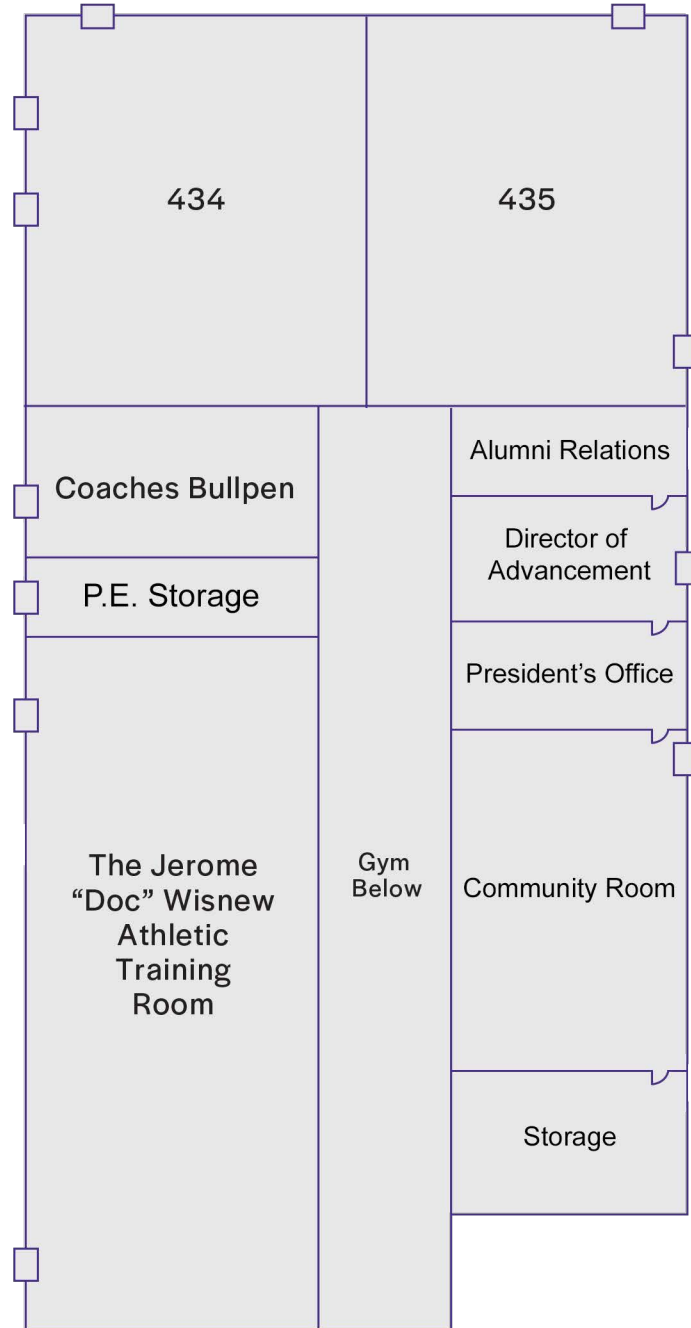 434
435
Coaches Bullpen
P.E. Storage
The Jerome
“Doc” Wisnew
Athletic
Training
Room
Gym
Below
Alumni Relations
Director of
Advancement
President’s Office
Community Room
Storage